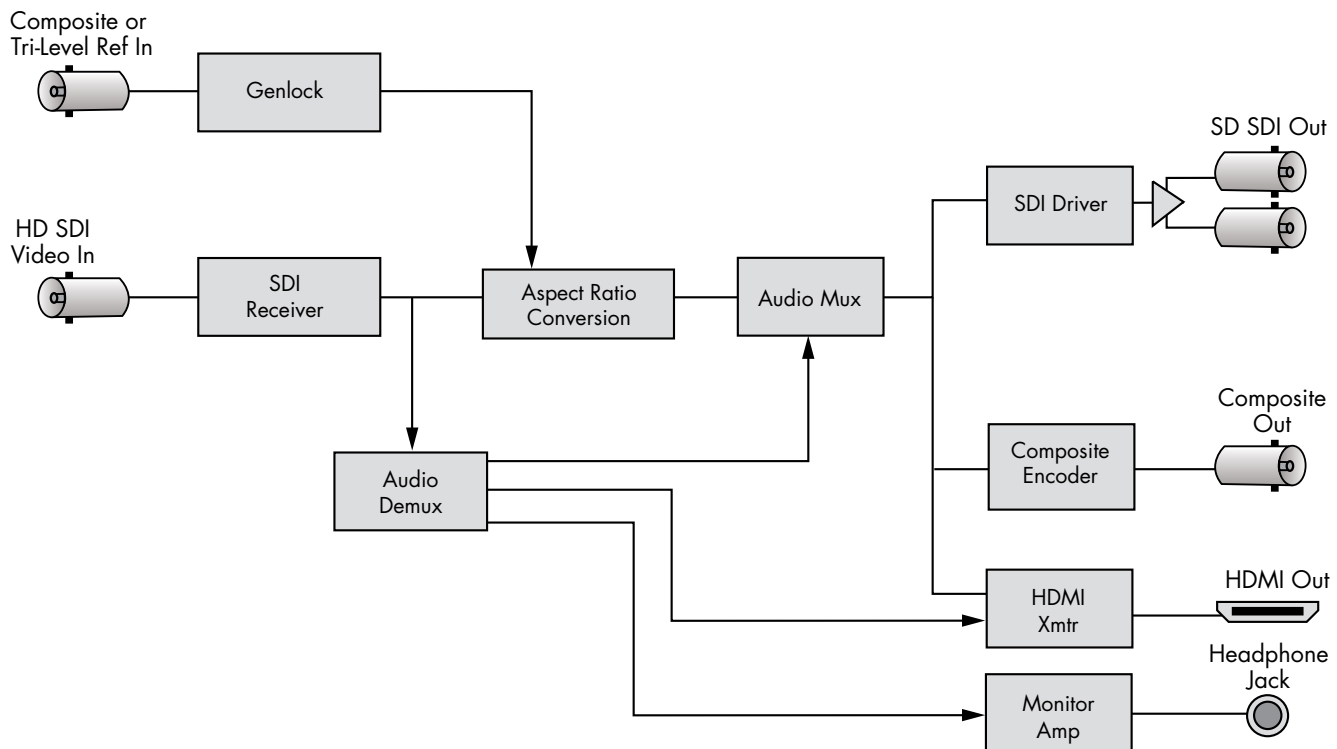 Composite or
Tri-Level Ref In
Genlock
SD SDI Out
SDI Driver
HD SDI
Video In
SDI
Receiver
Aspect Ratio
Conversion
Audio Mux
Composite
Out
Composite
Encoder
Audio
Demux
HDMI Out
HDMI
Xmtr
Headphone
Jack
Monitor
Amp